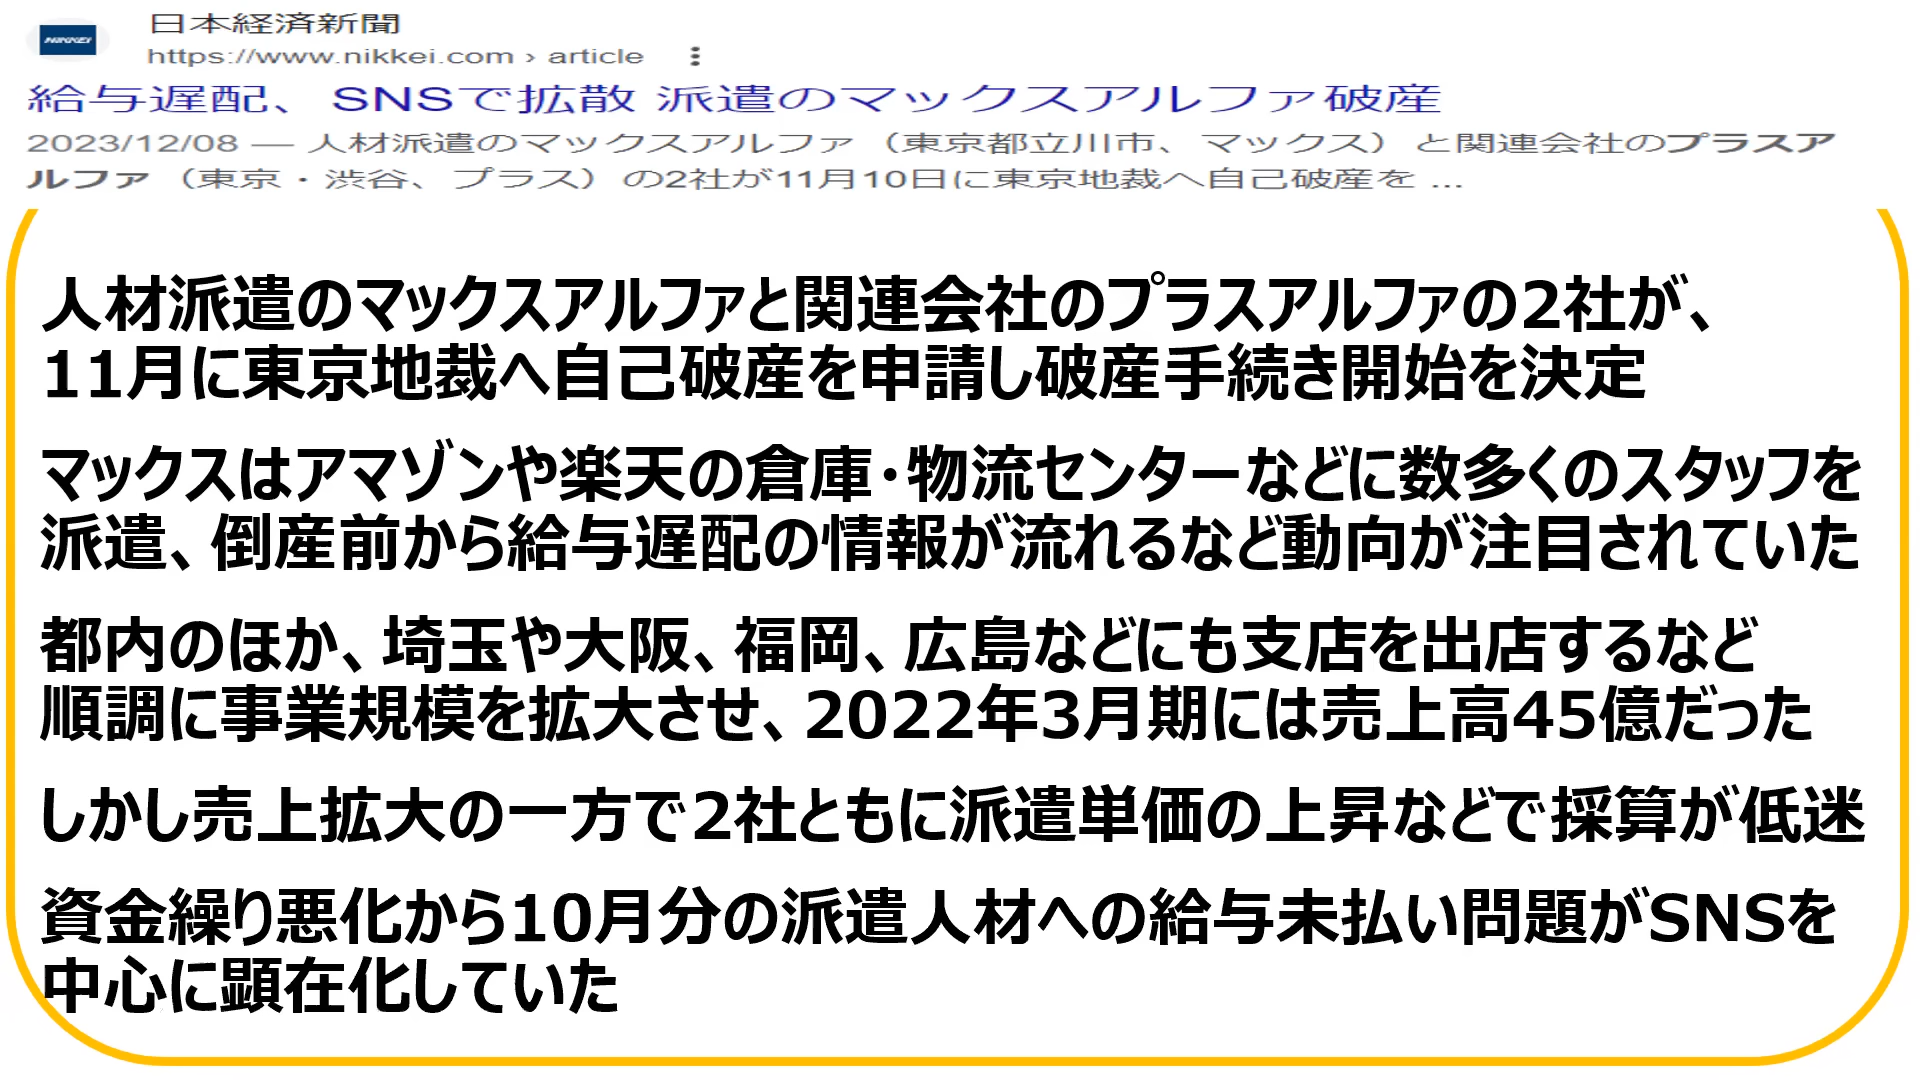 NIKKEI
日本経済新聞
https://www.nikkei.com › article
給与遅配、SNSで拡散 派遣のマックスアルファ破産
2023/12/08 — 人材派遣のマックスアルファ（東京都立川市、マックス）と関連会社のプラスア
ルファ（東京・渋谷、プラス）の2社が11月10日に東京地裁へ自己破産を ...
人材派遣のマックスアルファと関連会社のプラスアルファの2社が、
11月に東京地裁へ自己破産を申請し破産手続き開始を決定
マックスはアマゾンや楽天の倉庫・物流センターなどに数多くのスタッフを
派遣、倒産前から給与遅配の情報が流れるなど動向が注目されていた
都内のほか、埼玉や大阪、福岡、広島などにも支店を出店するなど
順調に事業規模を拡大させ、2022年3月期には売上高45億だった
しかし売上拡大の一方で2社ともに派遣単価の上昇などで採算が低迷
資金繰り悪化から10月分の派遣人材への給与未払い問題がSNSを
中心に顕在化していた